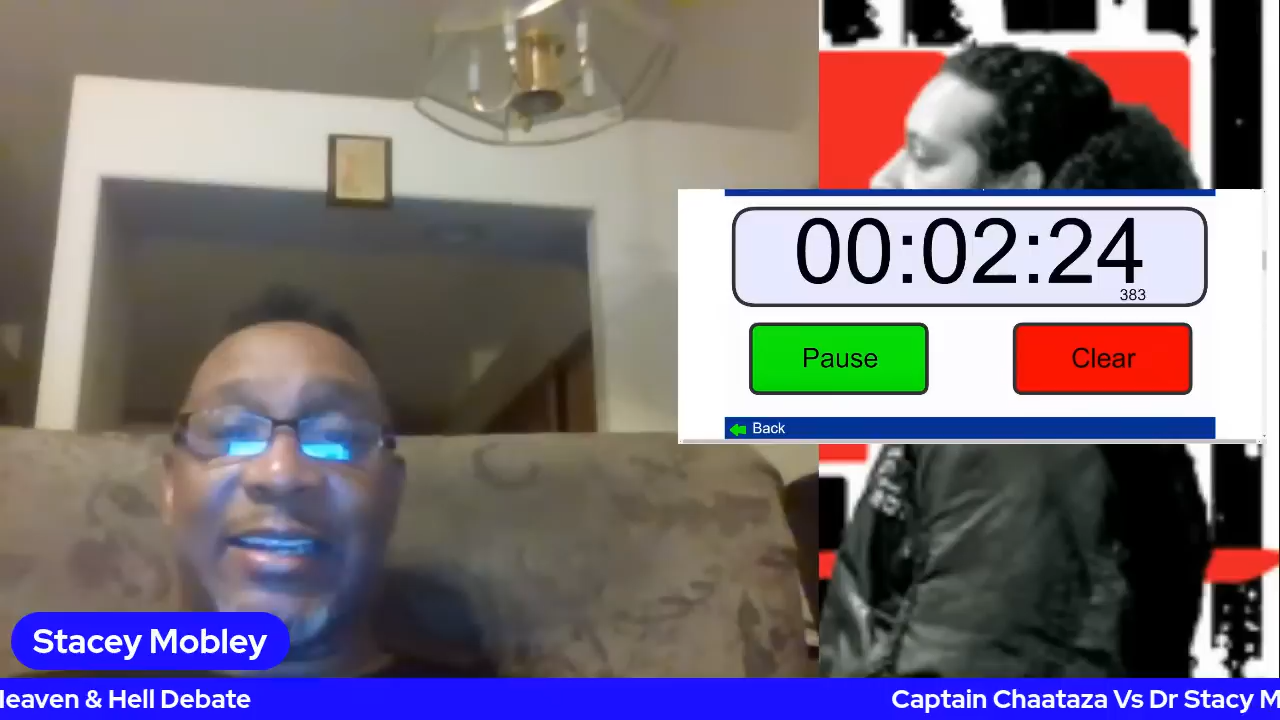 00:02:24
383
Pause
Clear
Back
Stacey Mobley
Heaven & Hell Debate
Captain Chaataza Vs Dr Stacy M